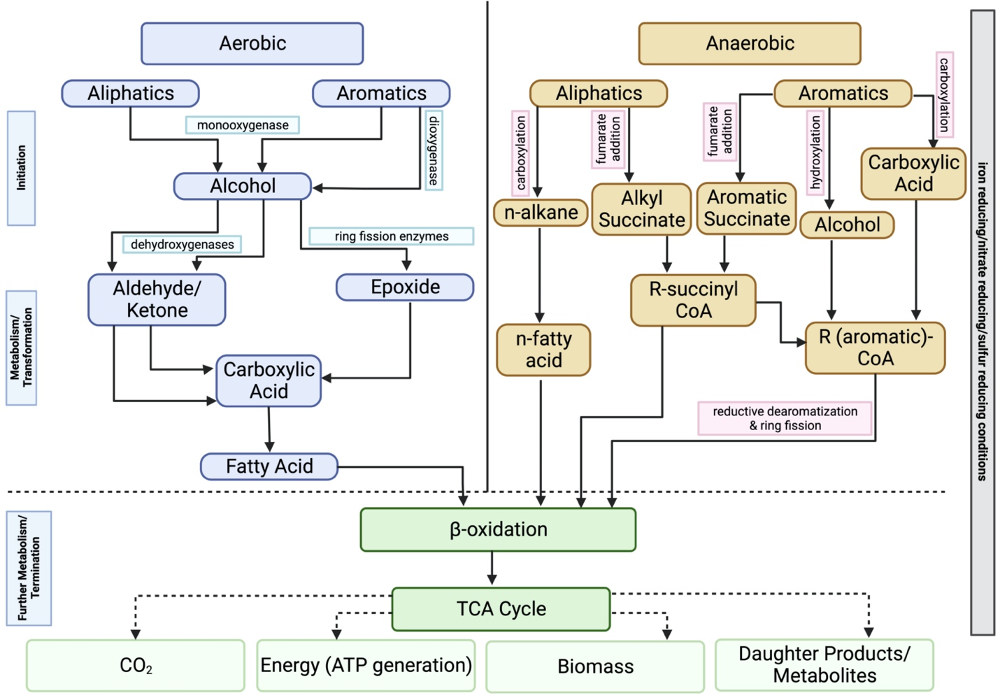 Aerobic
Anaerobic
Aliphatics
Aromatics
Aliphatics
Aromatics
carboxylation
Initiation
monooxygenase
dioxygenase
carboxylation
fumarate
addition
fumarate
addition
hydroxylation
Carboxylic
Acid
Alcohol
n-alkane
Alkyl
Succinate
Aromatic
Succinate
Alcohol
dehydroxygenases
ring fission enzymes
Metabolism/
Transformation
Aldehyde/
Ketone
Epoxide
R-succinyl
CoA
n-fatty
acid
R (aromatic)-
CoA
Carboxylic
Acid
reductive dearomatization
& ring fission
Fatty Acid
iron reducing/nitrate reducing/sulfur reducing conditions
Further Metabolism/
Termination
β-oxidation
TCA Cycle
CO₂
Energy (ATP generation)
Biomass
Daughter Products/
Metabolites